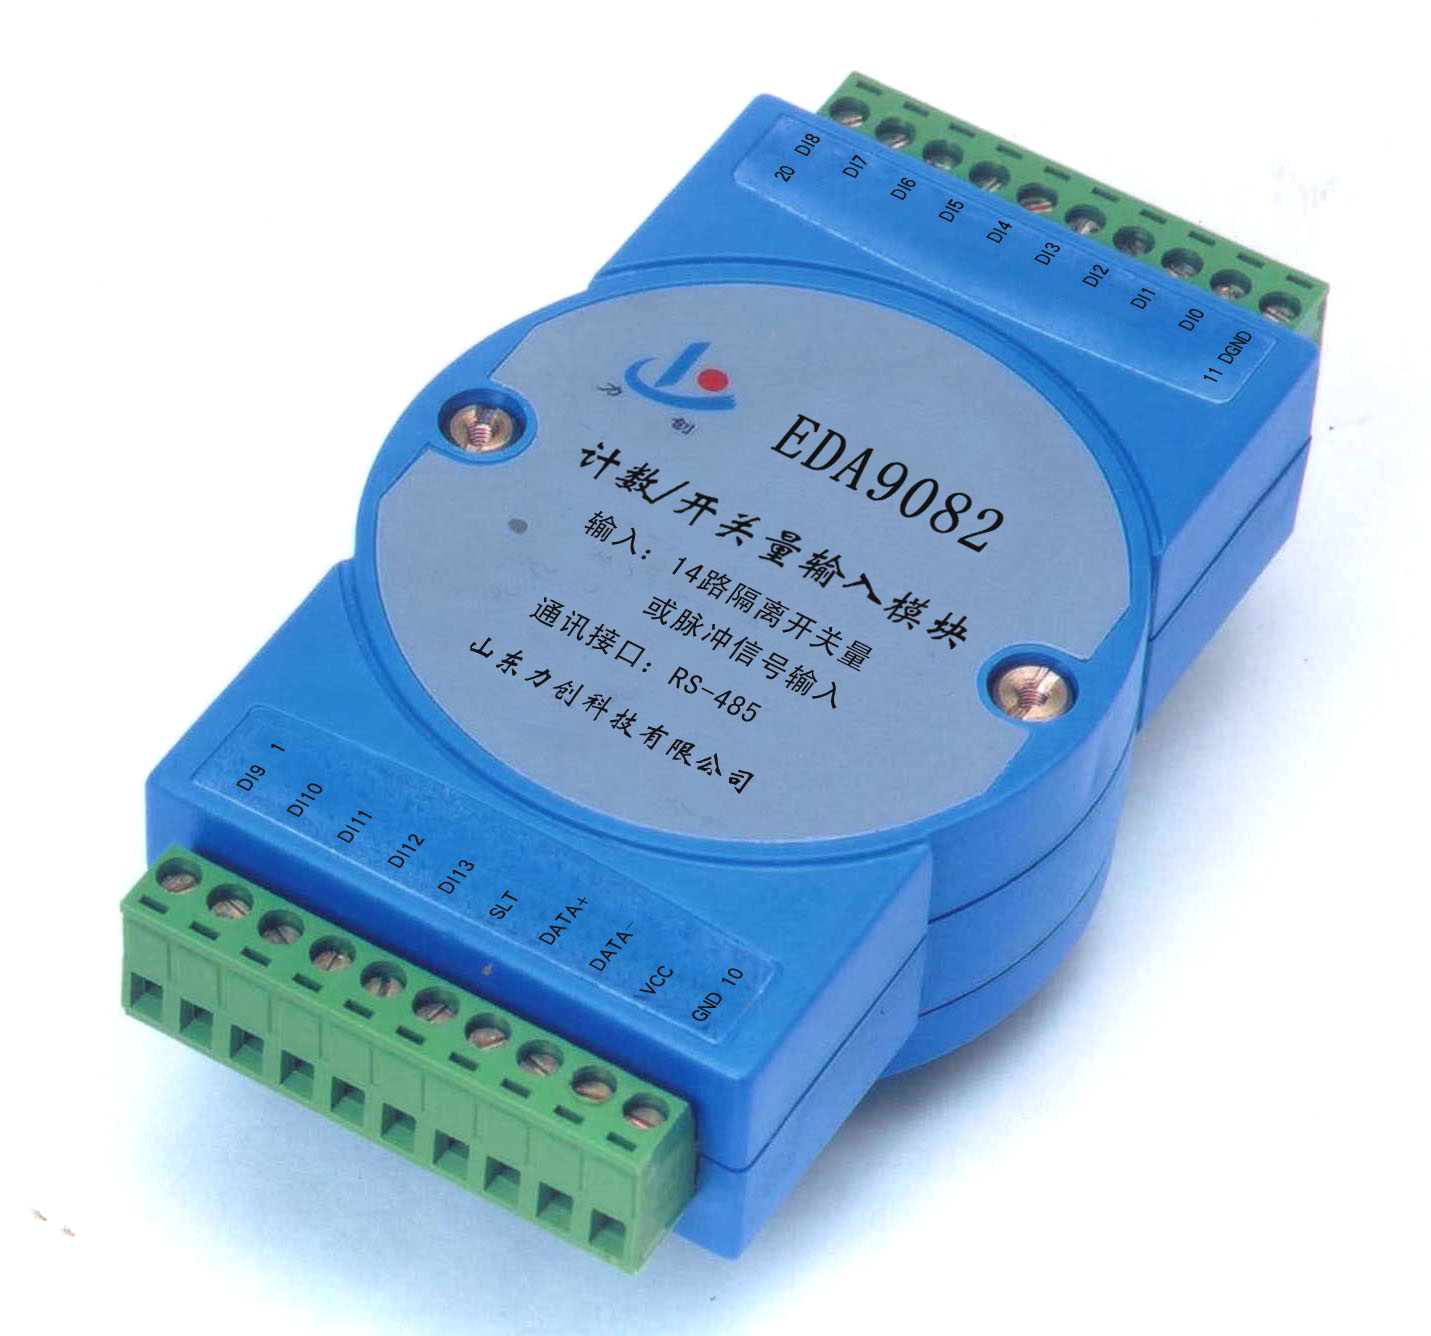 20 DI8 DI7 DI6 DI5 DI4 DI3 DI2 DI1 DI0 11 DGND
力创
EDA9082
计数/开关量输入模块
输入：14路隔离开关量
或脉冲信号输入
通讯接口：RS-485
山东力创科技有限公司
DI9 1 DI10 DI11 DI12 DI13 SLT DATA+ DATA- VCC GND 10